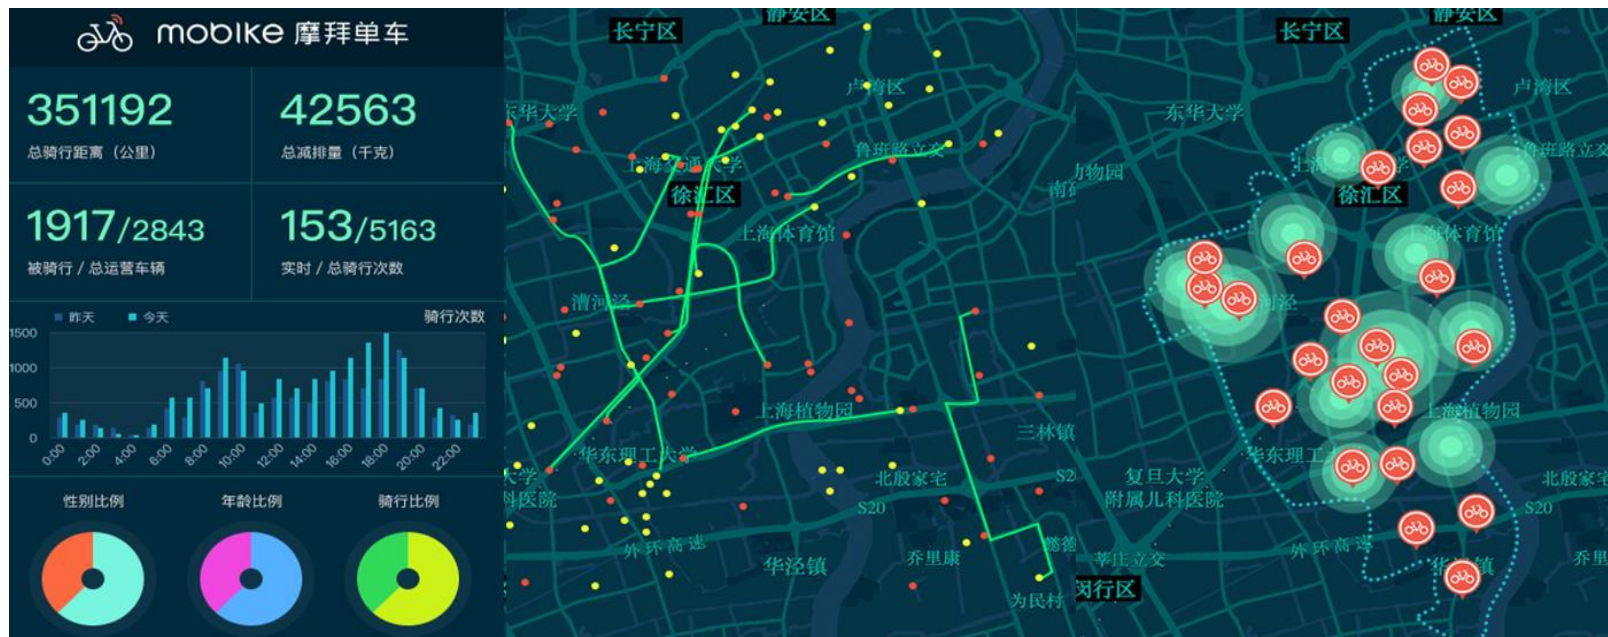 mobike 摩拜单车
351192
总骑行距离（公里）
42563
总减排量（千克）
1917/2843
被骑行 / 总运营车辆
153/5163
实时 / 总骑行次数
昨天
今天
骑行次数
1500
1000
500
0
0:00
2:00
4:00
6:00
8:00
10:00
12:00
14:00
16:00
18:00
20:00
22:00
性别比例
年龄比例
骑行比例
静安区
长宁区
卢湾区
东华大学
上海交通大学
鲁班路立交
徐汇区
上海体育馆
漕河泾
上海植物园
三林镇
华东理工大学
北殷家宅
S20
外环高速
华泾镇
乔里康
为民村
静安区
长宁区
卢湾区
东华大学
鲁班路立交
动物园
徐汇区
上海体育馆
河泾
上海植物园
华东理工大
复旦大学
附属儿科医院
北殷家宅
S20
外环高速
莘庄立交
闵行区